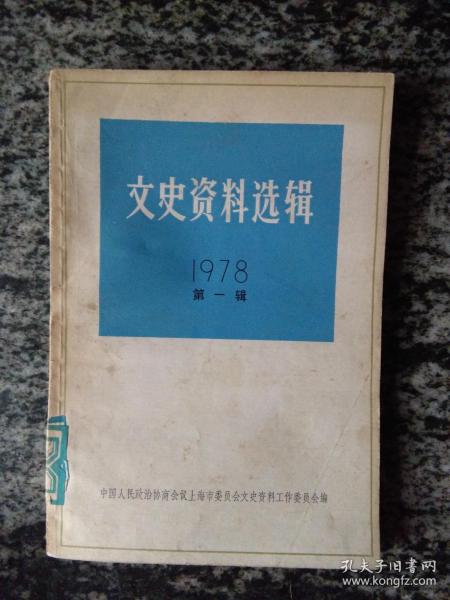 文史资料选辑
1978
第一辑
中国人民政治协商会议上海市委员会文史资料工作委员会编
孔夫子旧书网
www.kongfz.com